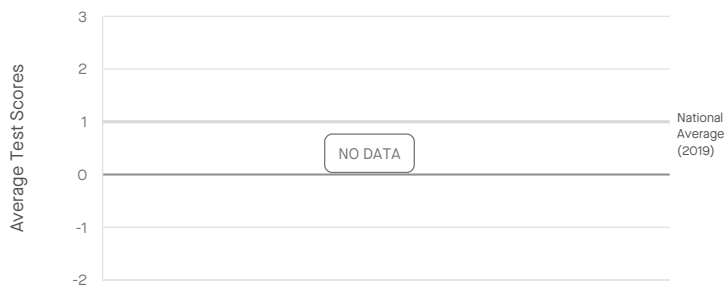 Average Test Scores
3
2
1
0
-1
-2
NO DATA
National
Average
(2019)